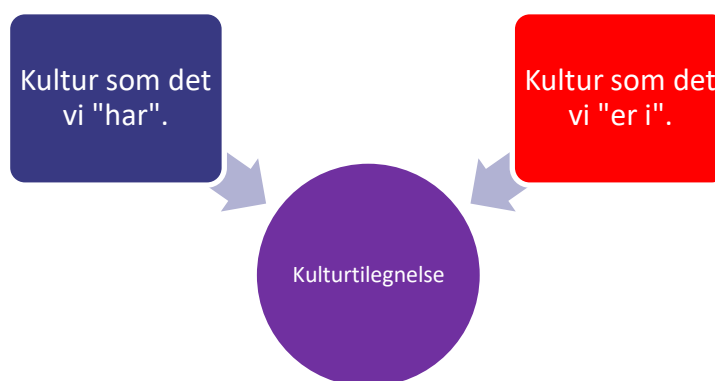 Kultur som det
vi "har".
Kultur som det
vi "er i".
Kulturtilegnelse